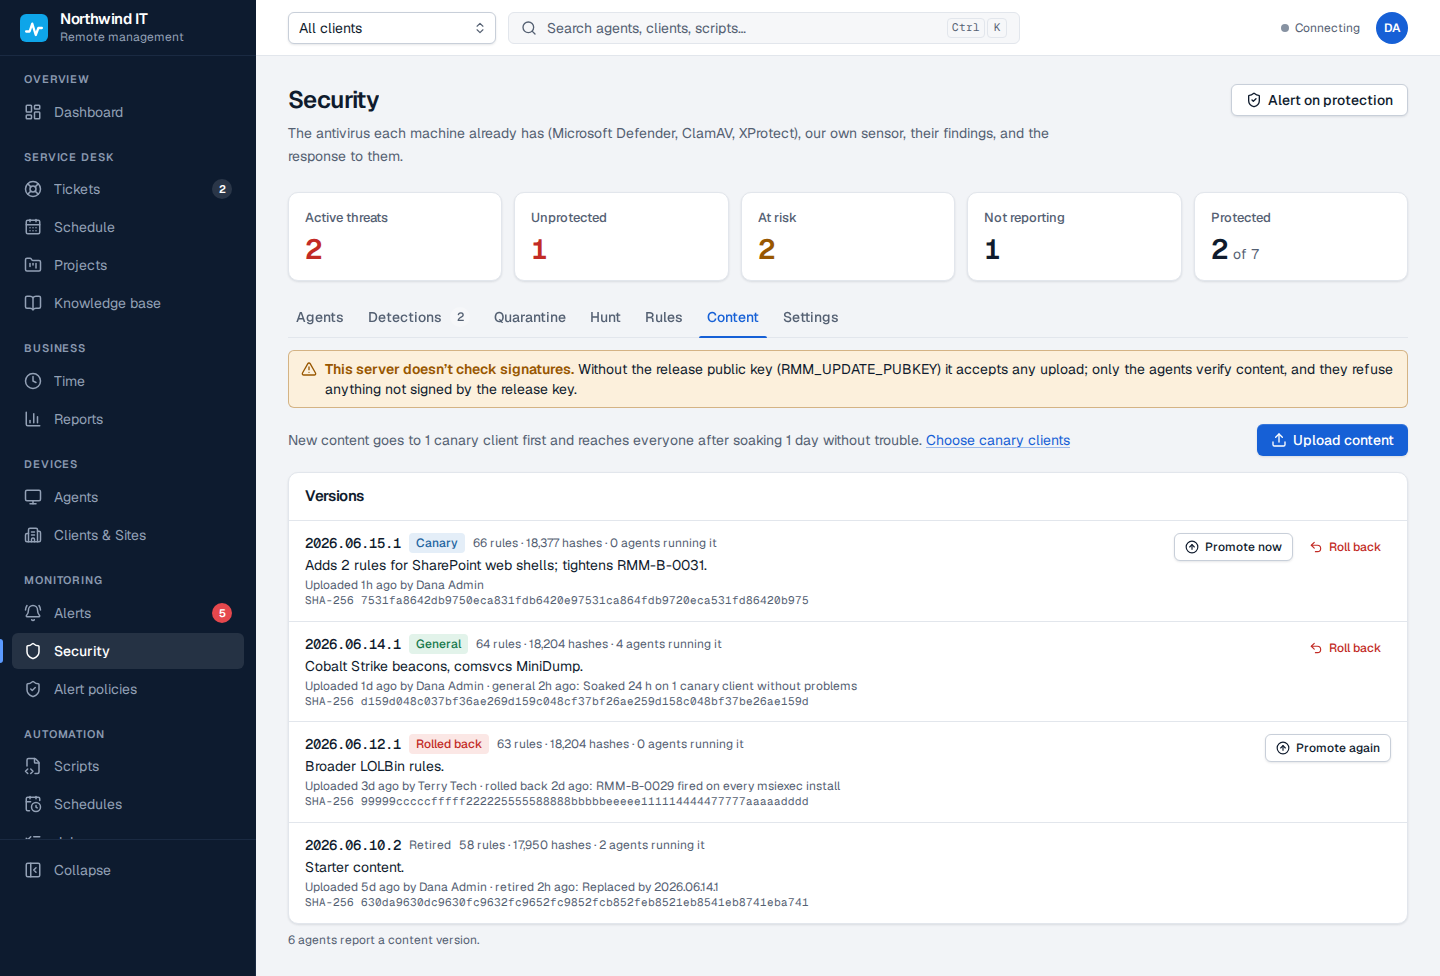 Northwind IT
Remote management
All clients
Search agents, clients, scripts...
Ctrl K
Connecting
DA
OVERVIEW
Dashboard
SERVICE DESK
Tickets 2
Schedule
Projects
Knowledge base
BUSINESS
Time
Reports
DEVICES
Agents
Clients & Sites
MONITORING
Alerts 5
Security
Alert policies
AUTOMATION
Scripts
Schedules
Collapse
Security
Alert on protection
The antivirus each machine already has (Microsoft Defender, ClamAV, XProtect), our own sensor, their findings, and the
response to them.
Active threats
2
Unprotected
1
At risk
2
Not reporting
1
Protected
2 of 7
Agents Detections 2 Quarantine Hunt Rules Content Settings
This server doesn't check signatures. Without the release public key (RMM_UPDATE_PUBKEY) it accepts any upload; only the agents verify content, and they refuse
anything not signed by the release key.
New content goes to 1 canary client first and reaches everyone after soaking 1 day without trouble. Choose canary clients
Upload content
Versions
2026.06.15.1 Canary 66 rules · 18,377 hashes · 0 agents running it
Promote now Roll back
Adds 2 rules for SharePoint web shells; tightens RMM-B-0031.
Uploaded 1h ago by Dana Admin
SHA-256 7531fa8642db9750eca831fdb6420e97531ca864fdb9720eca531fd86420b975
2026.06.14.1 General 64 rules · 18,204 hashes · 4 agents running it
Roll back
Cobalt Strike beacons, comsvcs MiniDump.
Uploaded 1d ago by Dana Admin · general 2h ago: Soaked 24 h on 1 canary client without problems
SHA-256 d159d048c037bf36ae269d159c048cf37bf26ae259d158c048bf37be26ae159d
2026.06.12.1 Rolled back 63 rules · 18,204 hashes · 0 agents running it
Promote again
Broader LOLBin rules.
Uploaded 3d ago by Terry Tech · rolled back 2d ago: RMM-B-0029 fired on every msiexec install
SHA-256 99999cccccfffff222225555588888bbbbbeeeee111114444477777aaaaadddd
2026.06.10.2 Retired 58 rules · 17,950 hashes · 2 agents running it
Starter content.
Uploaded 5d ago by Dana Admin · retired 2h ago: Replaced by 2026.06.14.1
SHA-256 630da9630dc9630fc9632fc9652fc9852fcb852feb8521eb8541eb8741eba741
6 agents report a content version.